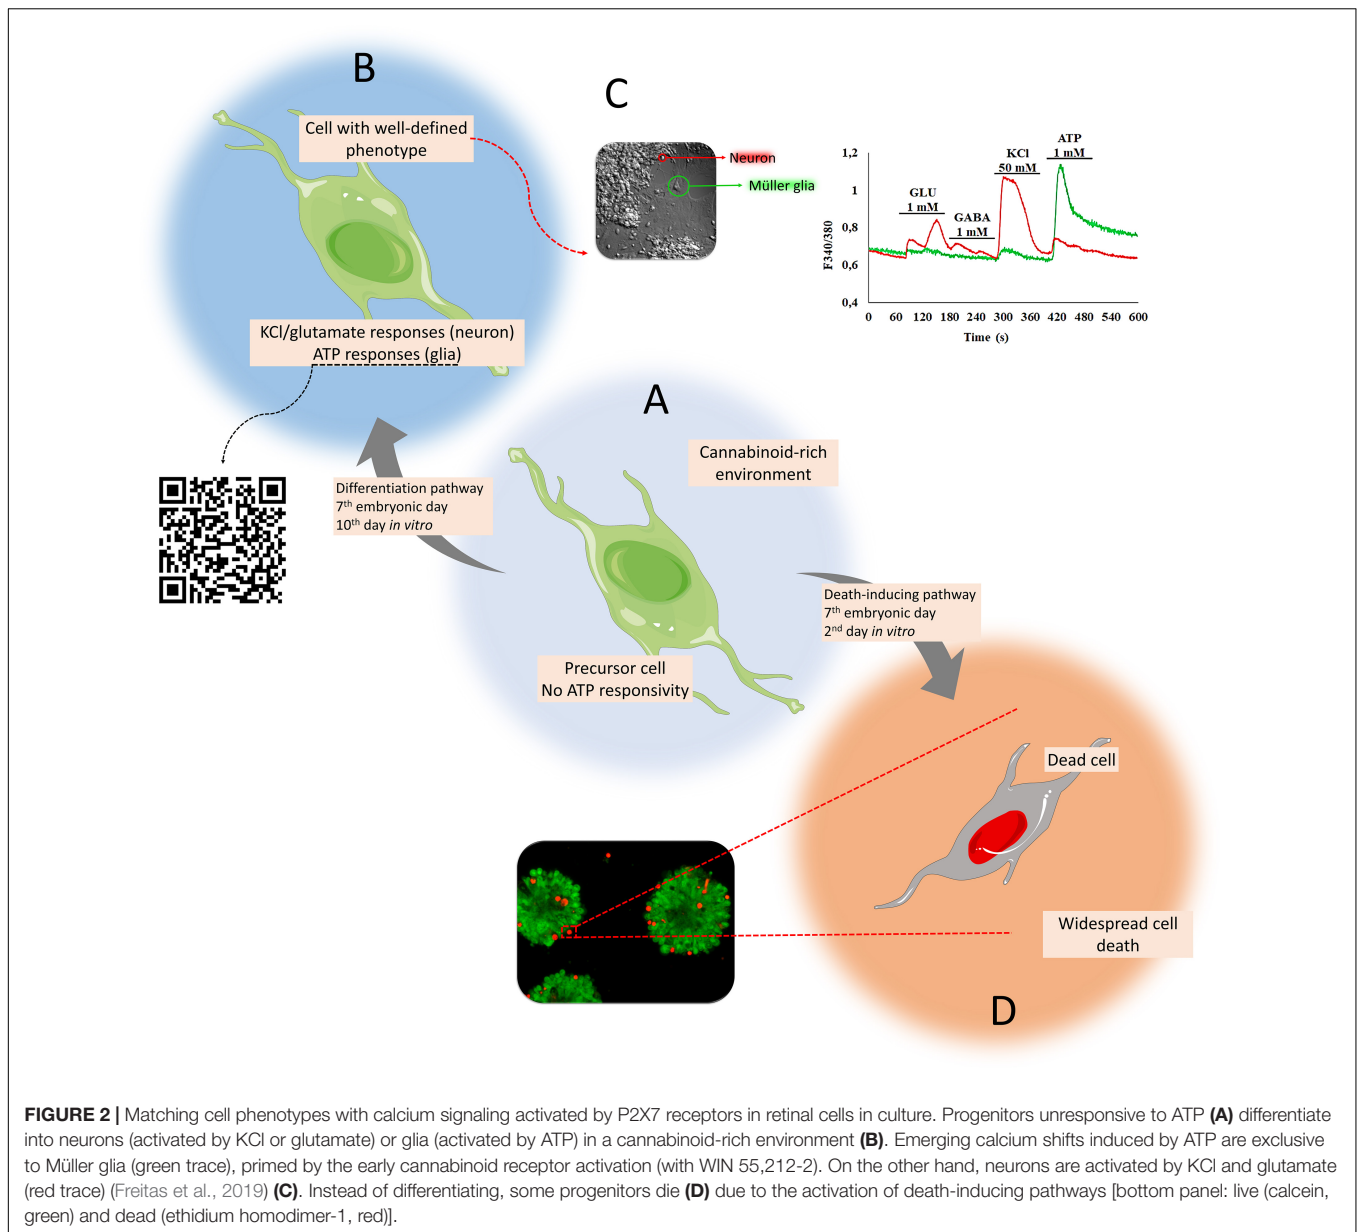 B
Cell with well-defined
phenotype
KCl/glutamate responses (neuron)
ATP responses (glia)
C
Neuron
Müller glia
1,2
1
0,8
0,6
0,4
F340/380
GLU
1 mM
GABA
1 mM
KCl
50 mM
ATP
1 mM
0 60 120 180 240 300 360 420 480 540 600
Time (s)
A
Cannabinoid-rich
environment
Differentiation pathway
7th embryonic day
10th day in vitro
Precursor cell
No ATP responsivity
Death-inducing pathway
7th embryonic day
2nd day in vitro
Dead cell
Widespread cell
death
D
FIGURE 2 | Matching cell phenotypes with calcium signaling activated by P2X7 receptors in retinal cells in culture. Progenitors unresponsive to ATP (A) differentiate
into neurons (activated by KCl or glutamate) or glia (activated by ATP) in a cannabinoid-rich environment (B). Emerging calcium shifts induced by ATP are exclusive
to Müller glia (green trace), primed by the early cannabinoid receptor activation (with WIN 55,212-2). On the other hand, neurons are activated by KCl and glutamate
(red trace) (Freitas et al., 2019) (C). Instead of differentiating, some progenitors die (D) due to the activation of death-inducing pathways [bottom panel: live (calcein,
green) and dead (ethidium homodimer-1, red)].